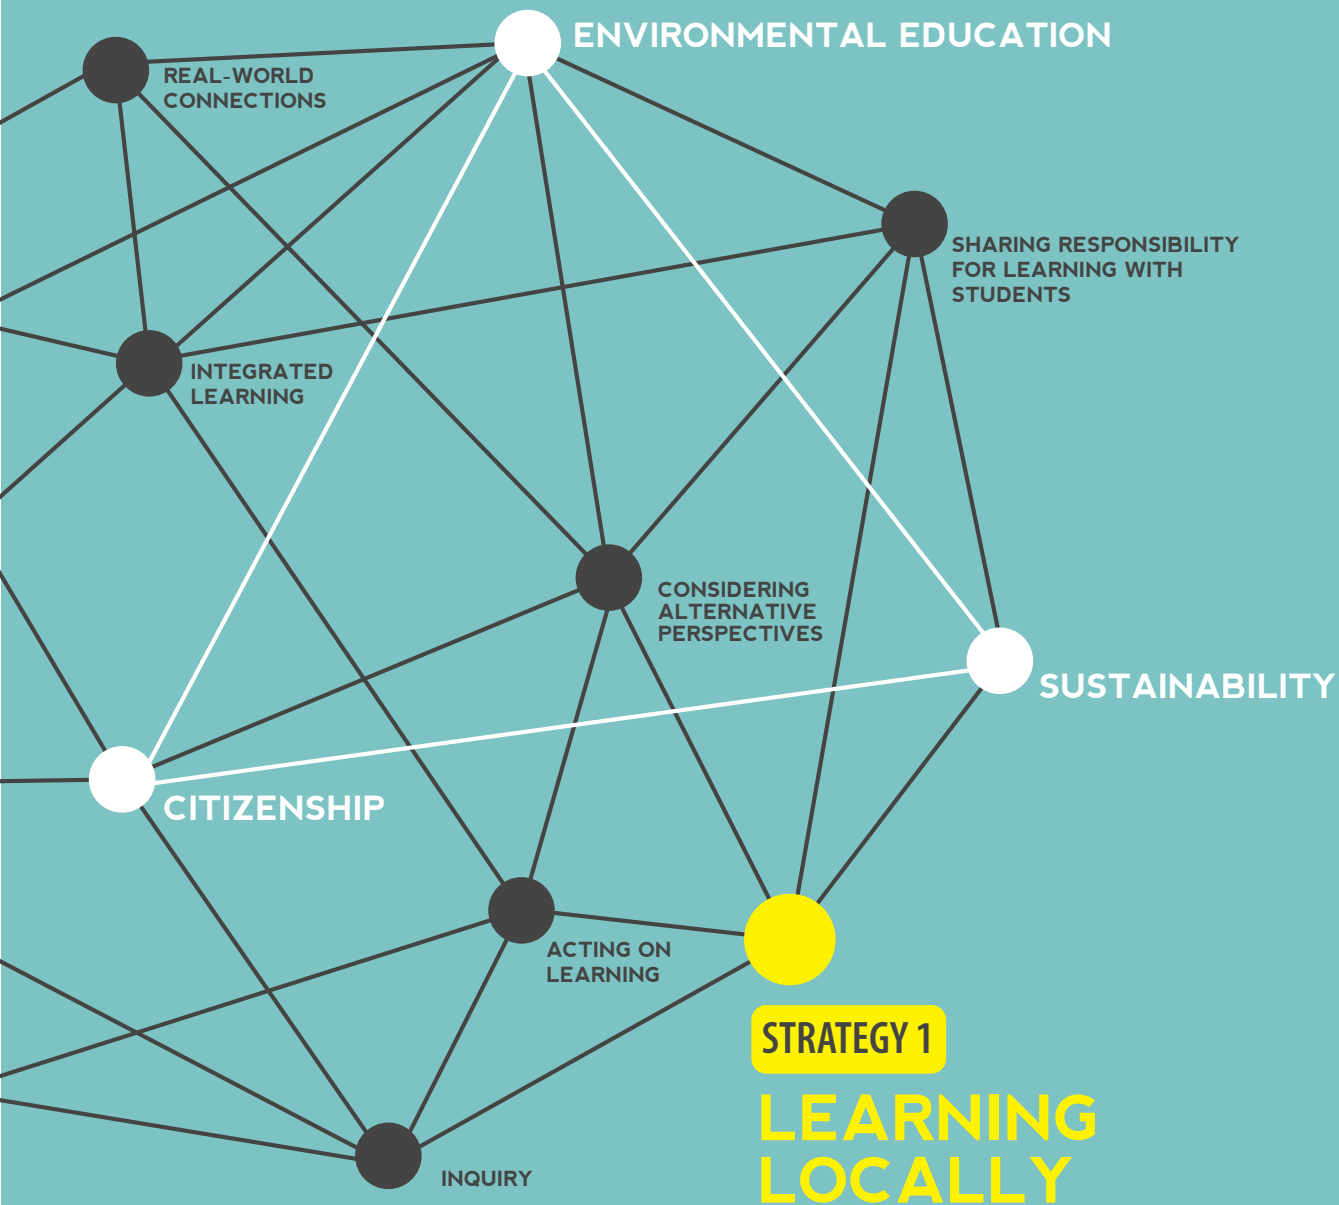 ENVIRONMENTAL EDUCATION
REAL-WORLD
CONNECTIONS
SHARING RESPONSIBILITY
FOR LEARNING WITH
STUDENTS
INTEGRATED
LEARNING
CONSIDERING
ALTERNATIVE
PERSPECTIVES
SUSTAINABILITY
CITIZENSHIP
ACTING ON
LEARNING
STRATEGY 1
LEARNING
LOCALLY
INQUIRY